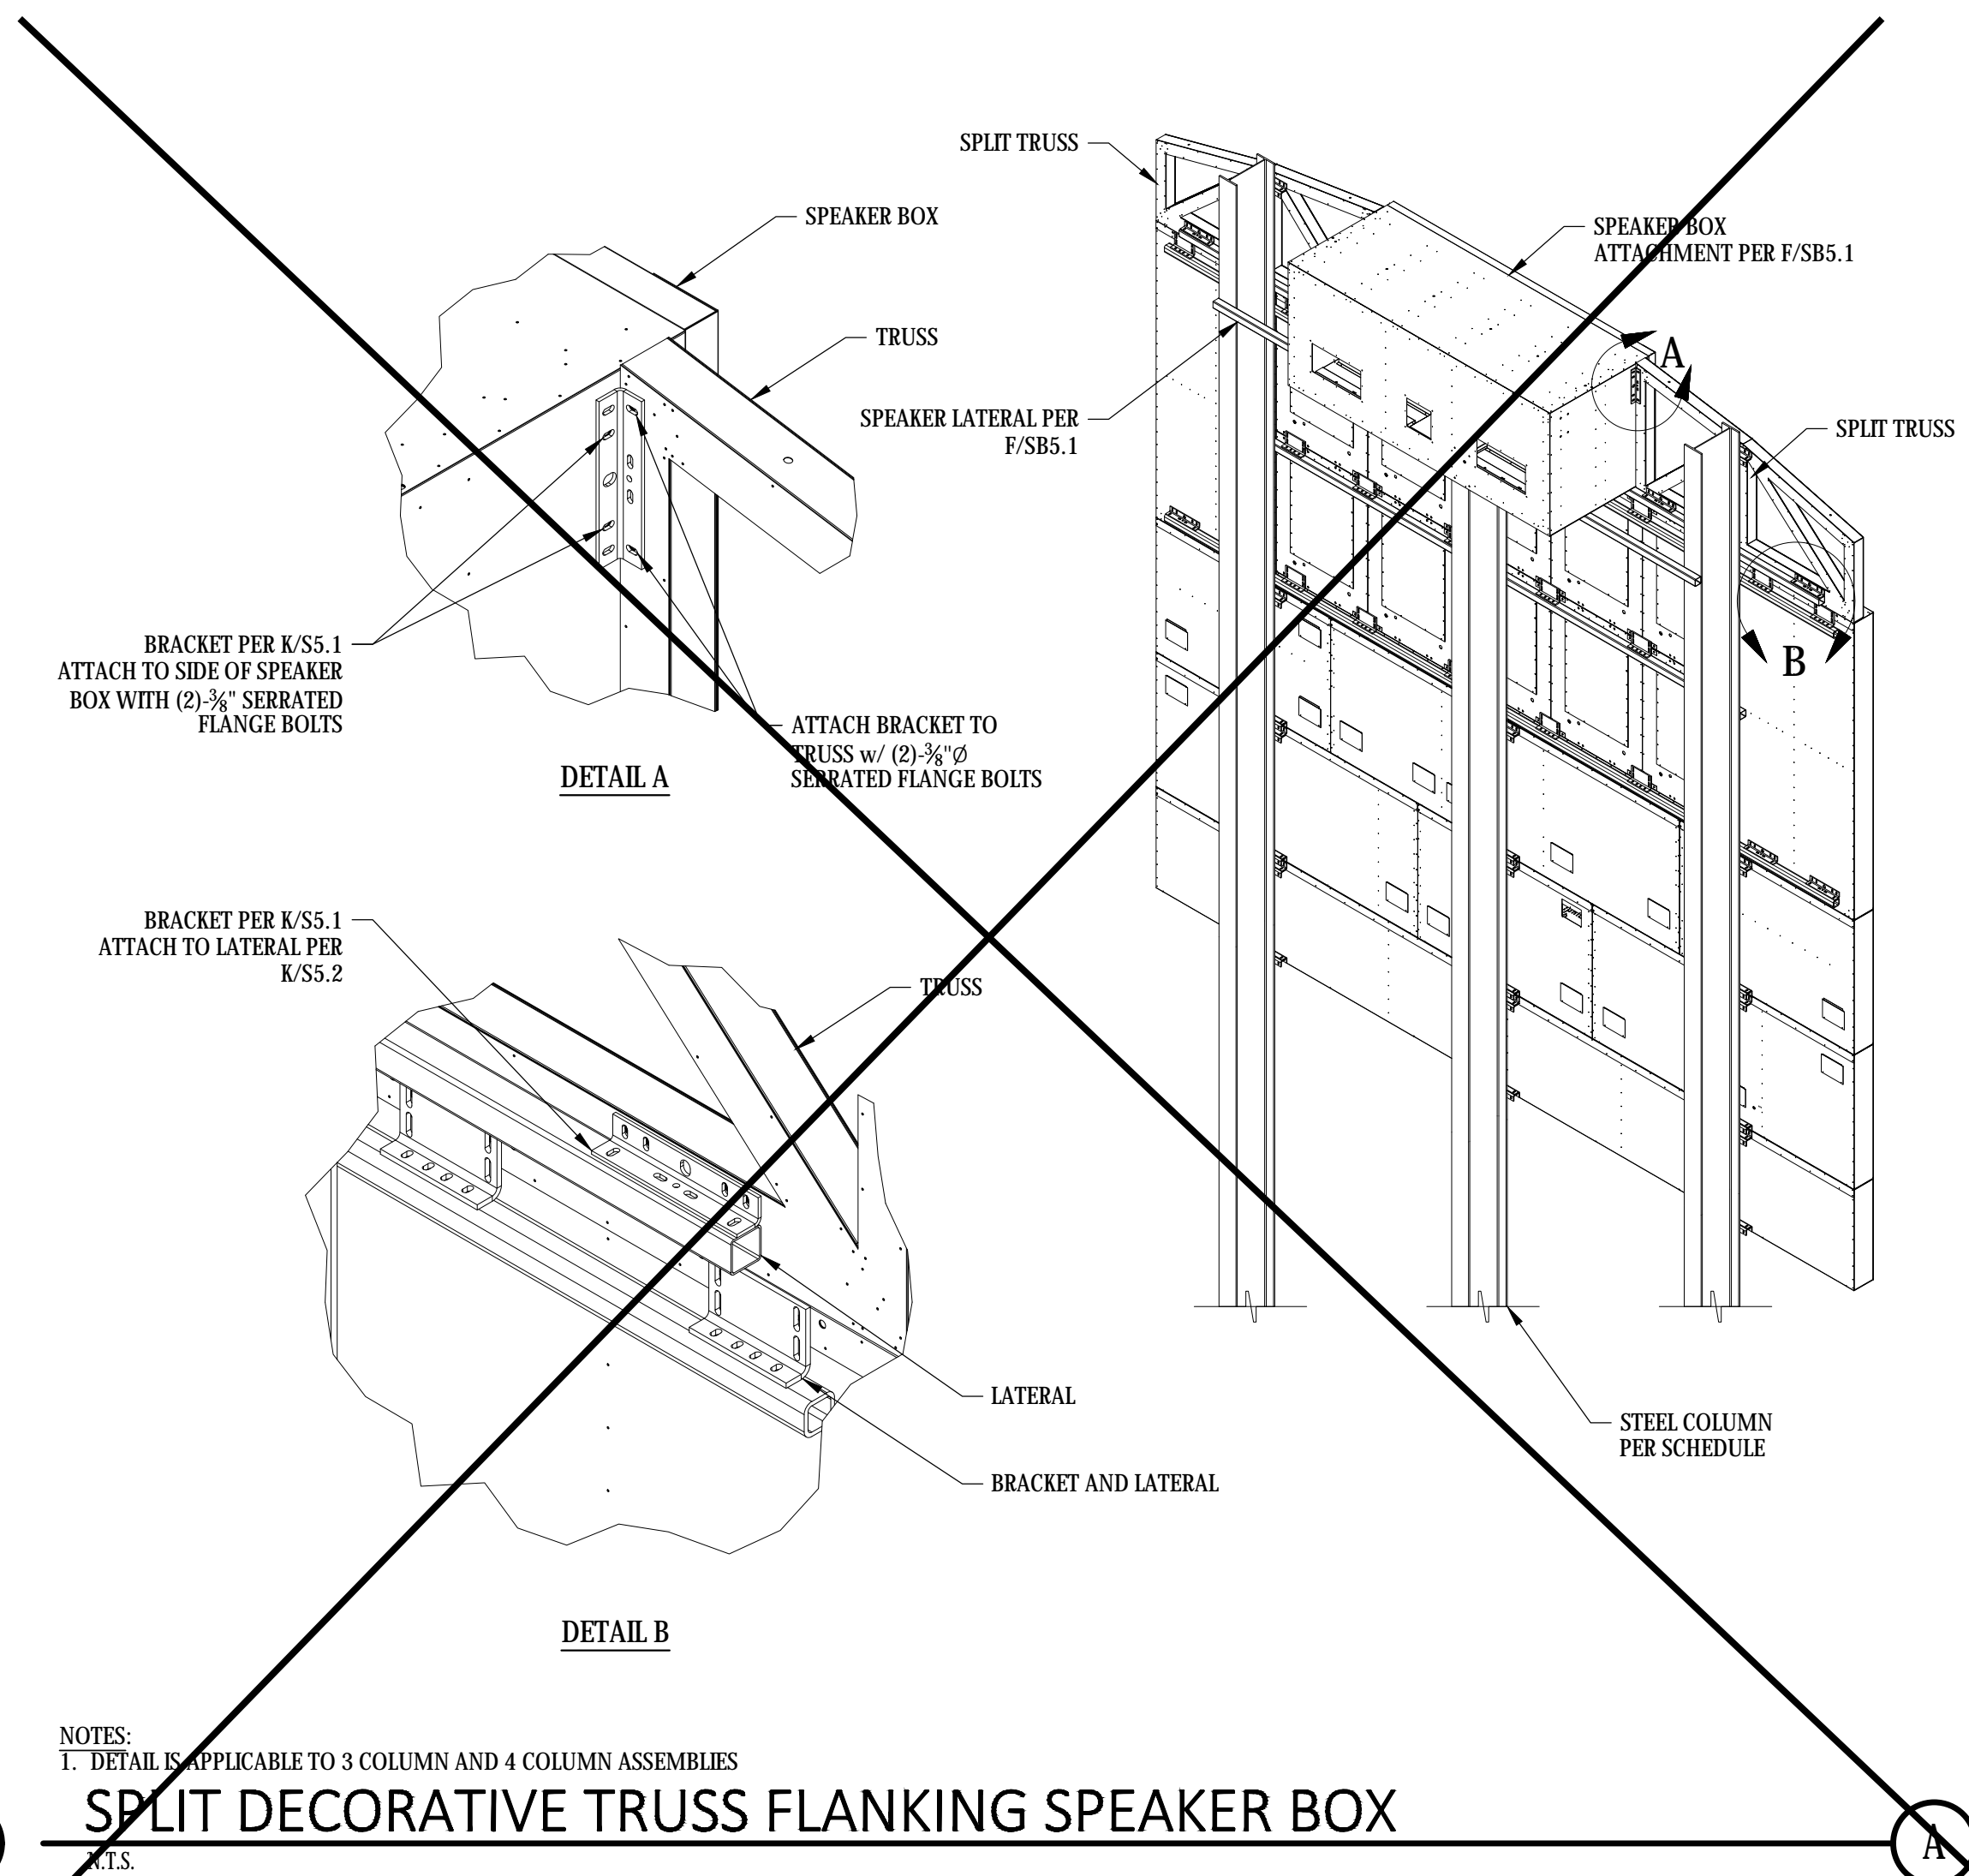 SPEAKER BOX
TRUSS
BRACKET PER K/S5.1
ATTACH TO SIDE OF SPEAKER
BOX WITH (2)-⅜" SERRATED
FLANGE BOLTS
ATTACH BRACKET TO
TRUSS w/ (2)-⅜"Ø
SERRATED FLANGE BOLTS
DETAIL A
SPLIT TRUSS
SPEAKER BOX
ATTACHMENT PER F/SB5.1
A
SPEAKER LATERAL PER
F/SB5.1
SPLIT TRUSS
B
STEEL COLUMN
PER SCHEDULE
BRACKET PER K/S5.1
ATTACH TO LATERAL PER
K/S5.2
TRUSS
LATERAL
BRACKET AND LATERAL
DETAIL B
NOTES:
1. DETAIL IS APPLICABLE TO 3 COLUMN AND 4 COLUMN ASSEMBLIES
SPLIT DECORATIVE TRUSS FLANKING SPEAKER BOX
N.T.S.
A